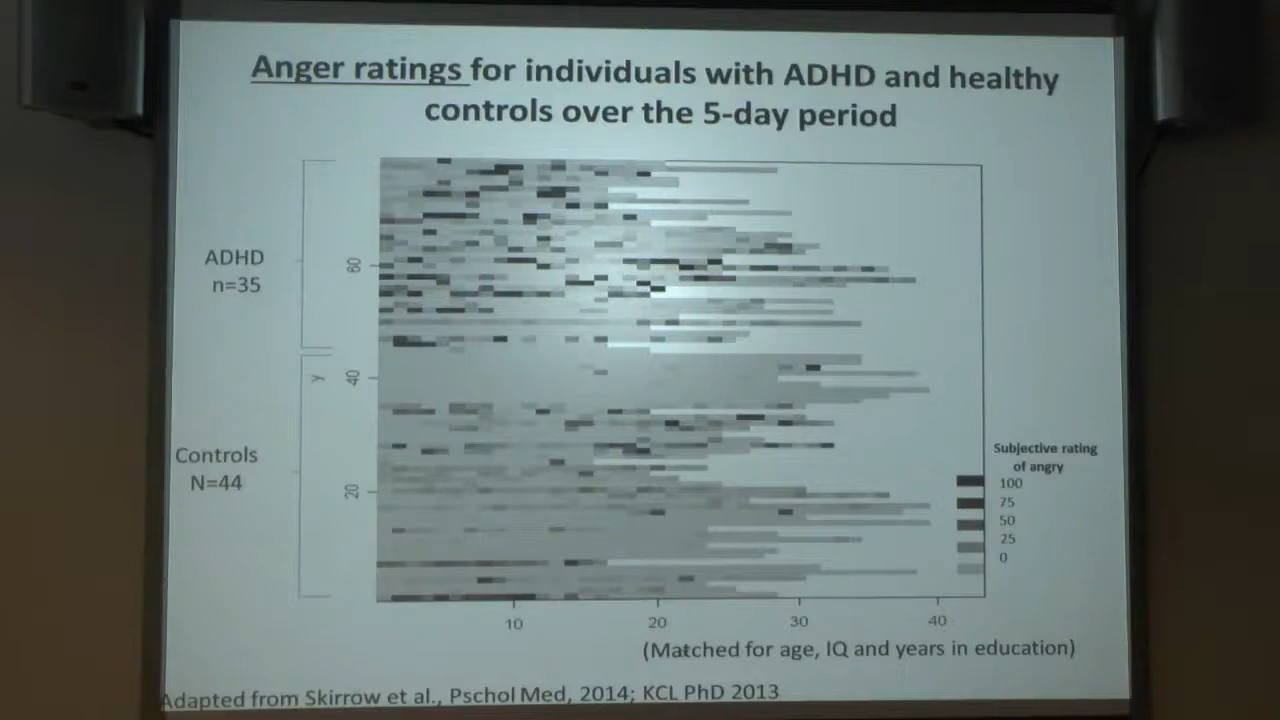 Anger ratings for individuals with ADHD and healthy
controls over the 5-day period
ADHD
n=35
60
y
40
Controls
N=44
20
Subjective rating
of angry
100
75
50
25
0
10
20
30
40
(Matched for age, IQ and years in education)
Adapted from Skirrow et al., Pschol Med, 2014; KCL PhD 2013